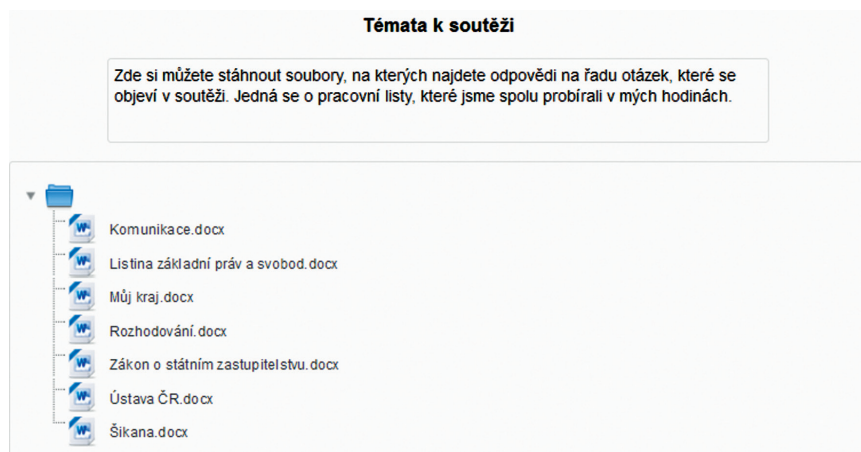 Témata k soutěži
Zde si můžete stáhnout soubory, na kterých najdete odpovědi na řadu otázek, které se
objeví v soutěži. Jedná se o pracovní listy, které jsme spolu probírali v mých hodinách.
Komunikace.docx
Listina základní práv a svobod.docx
Můj kraj.docx
Rozhodování.docx
Zákon o státním zastupitelstvu.docx
Ústava ČR.docx
Šikana.docx